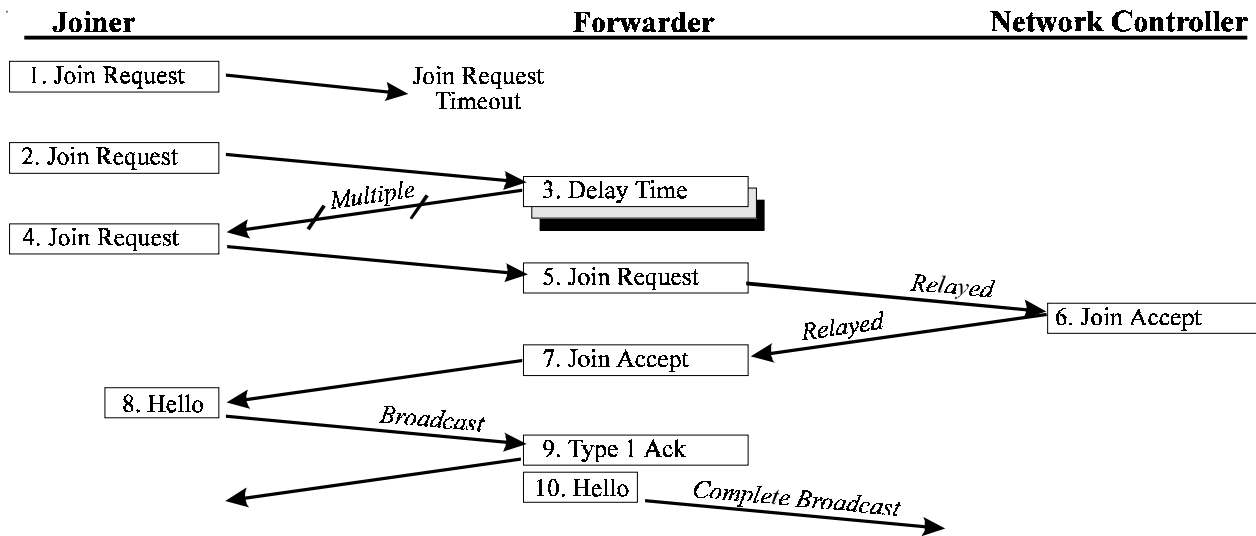 Joiner Forwarder Network Controller
1. Join Request
Join Request
Timeout
2. Join Request
Multiple
3. Delay Time
4. Join Request
5. Join Request
Relayed
6. Join Accept
Relayed
7. Join Accept
8. Hello
Broadcast
9. Type 1 Ack
10. Hello
Complete Broadcast